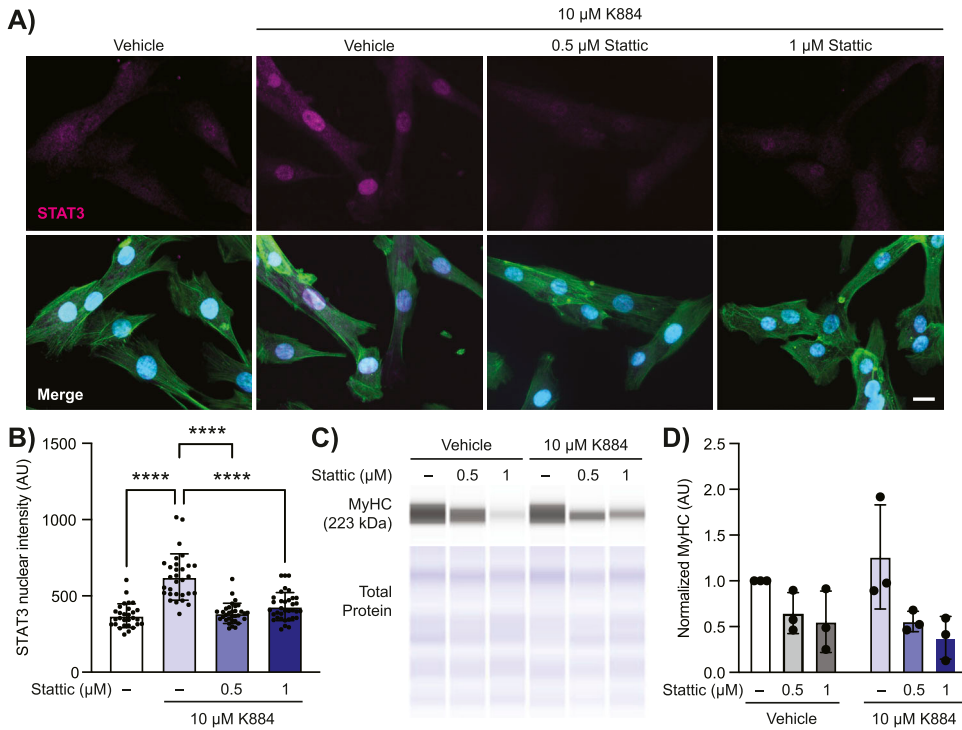 A)
10 µM K884
Vehicle
Vehicle
0.5 µM Stattic
1 µM Stattic
STAT3
Merge
B)
STAT3 nuclear intensity (AU)
1500
1000
500
0
****
****
****
Stattic (µM)
–
–
0.5
1
10 µM K884
C)
Vehicle
10 µM K884
Stattic (µM)
–
0.5
1
–
0.5
1
MyHC
(223 kDa)
Total
Protein
D)
Normalized MyHC (AU)
2.5
2.0
1.5
1.0
0.5
0.0
Stattic (µM)
–
0.5
1
–
0.5
1
Vehicle
10 µM K884